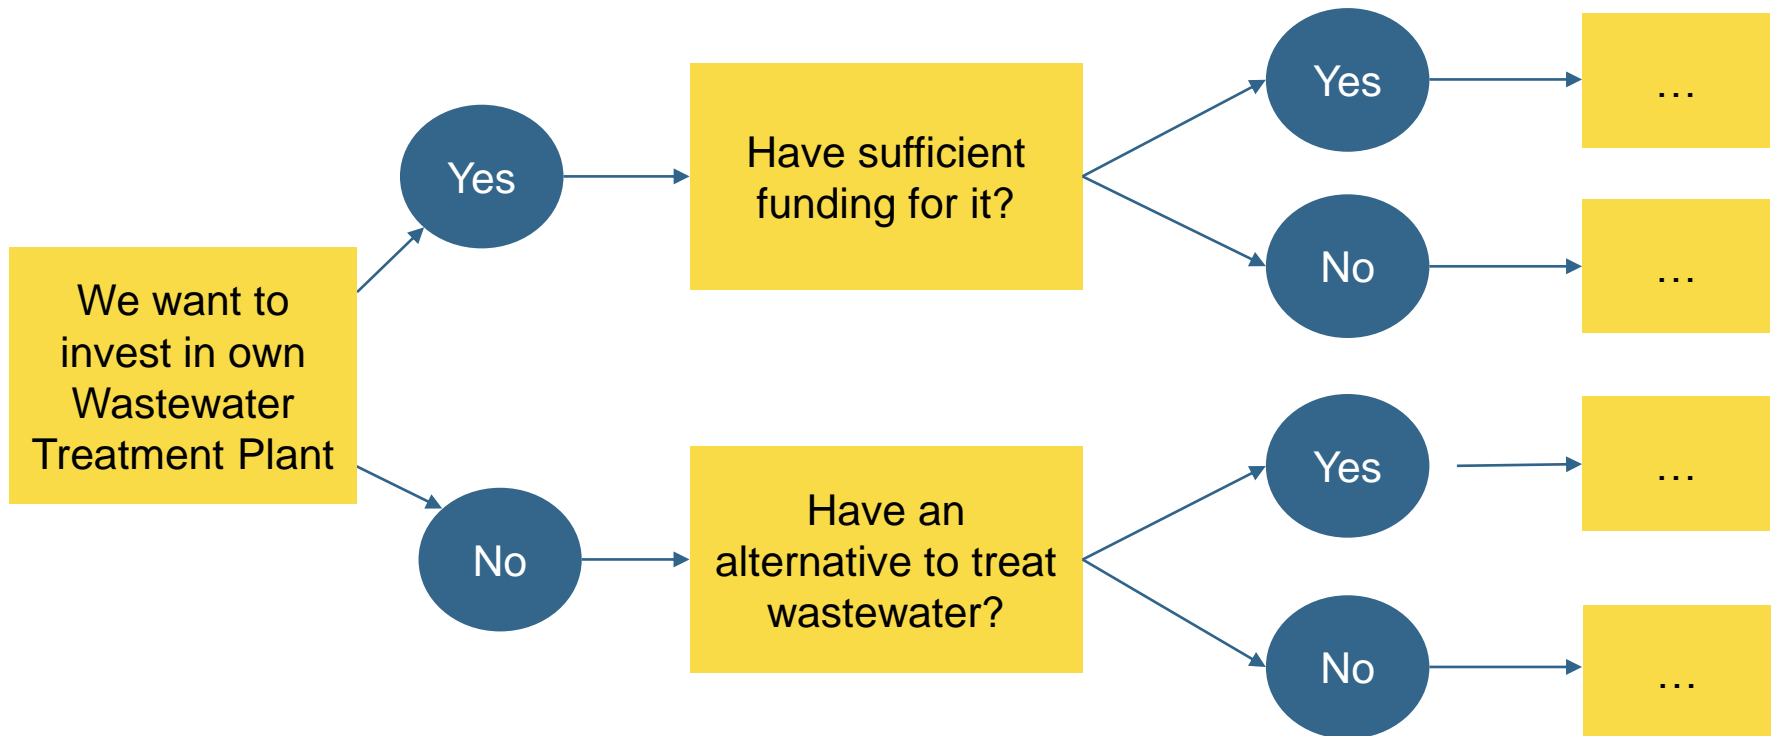 We want to
invest in own
Wastewater
Treatment Plant
Yes
Have sufficient
funding for it?
Yes
…
No
…
No
Have an
alternative to treat
wastewater?
Yes
…
No
…